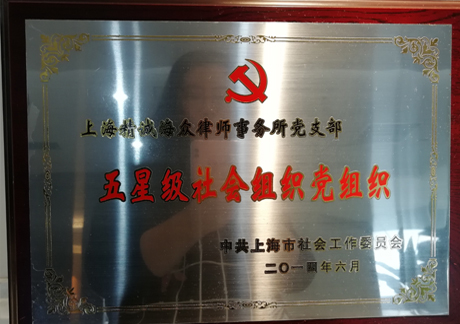 上海精诚申众律师事务所党支部
五星级社会组织党组织
中共上海市社会工作委员会
二〇一四年六月